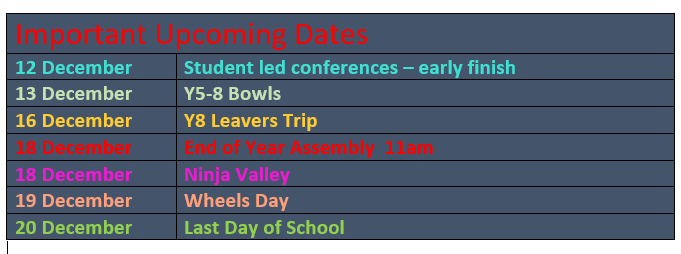 Important Upcoming Dates
12 December Student led conferences – early finish
13 December Y5-8 Bowls
16 December Y8 Leavers Trip
18 December End of Year Assembly 11am
18 December Ninja Valley
19 December Wheels Day
20 December Last Day of School